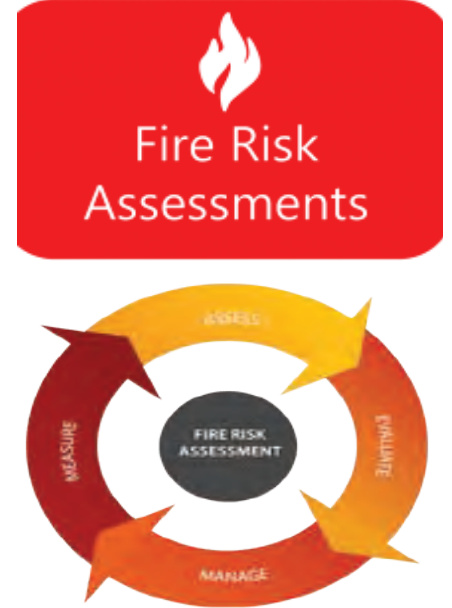 Fire Risk
Assessments
ASSESS
EVALUATE
FIRE RISK
ASSESSMENT
MEASURE
MANAGE